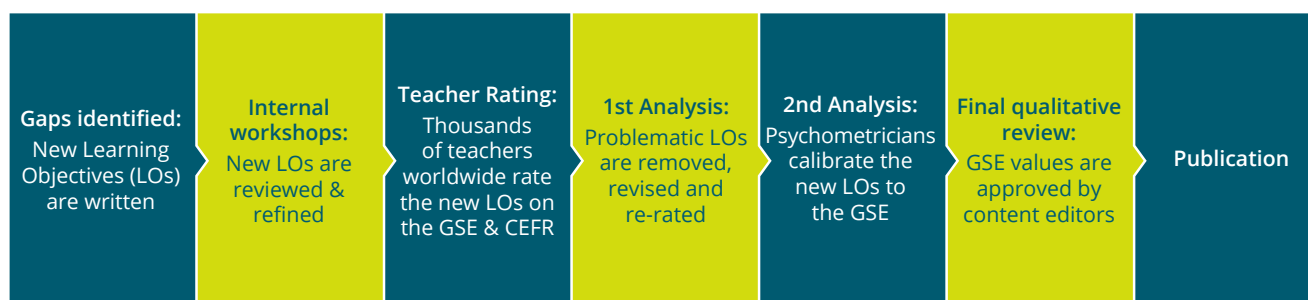 Gaps identified:
New Learning
Objectives (LOs)
are written
Internal
workshops:
New LOs are
reviewed &
refined
Teacher Rating:
Thousands
of teachers
worldwide rate
the new LOs on
the GSE & CEFR
1st Analysis:
Problematic LOs
are removed,
revised and
re-rated
2nd Analysis:
Psychometricians
calibrate the
new LOs to
the GSE
Final qualitative
review:
GSE values are
approved by
content editors
Publication